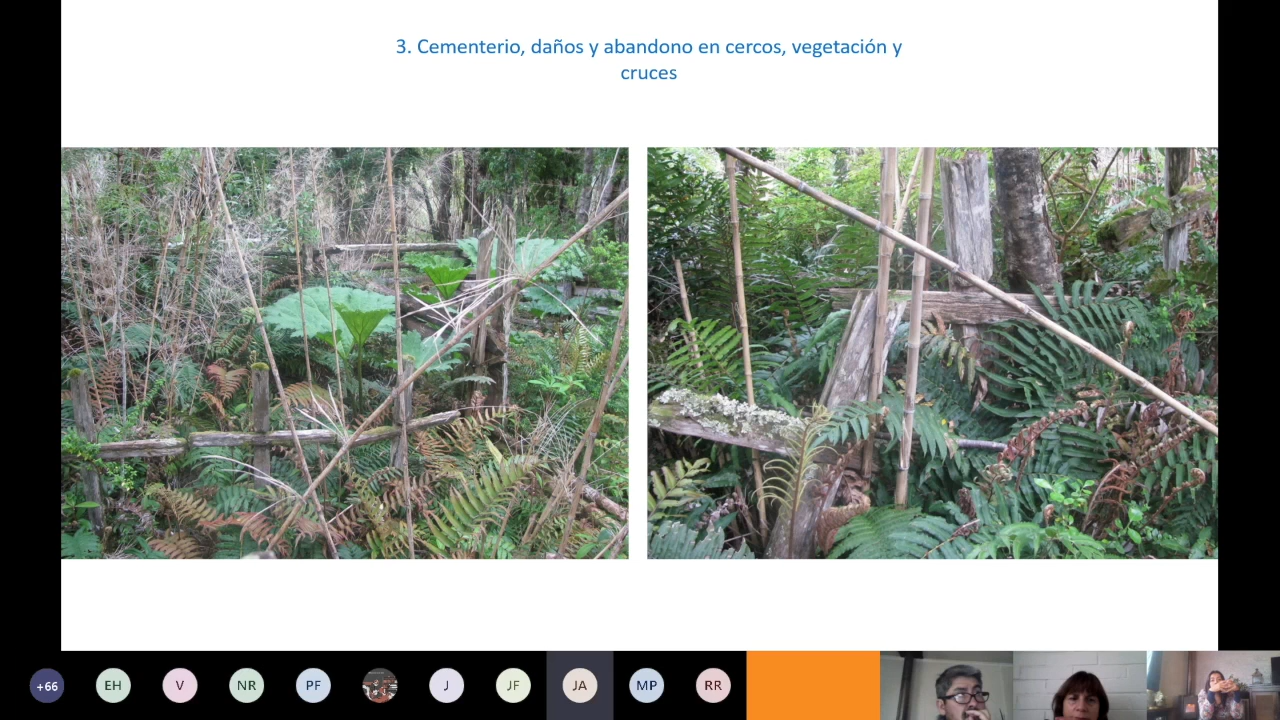 3. Cementerio, daños y abandono en cercos, vegetación y
cruces
+66
EH
V
NR
PF
J
JF
JA
MP
RR